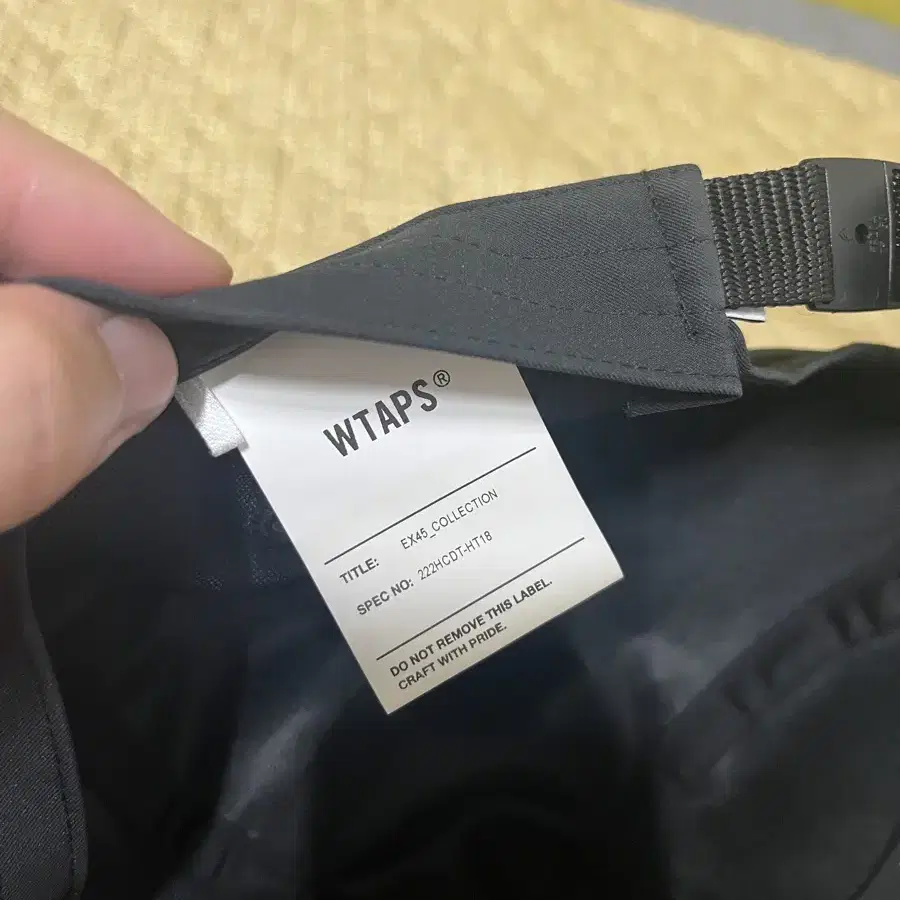 WTAPS®
TITLE: EX45_COLLECTION
SPEC NO: 222HCDT-HT18
DO NOT REMOVE THIS LABEL.
CRAFT WITH PRIDE.